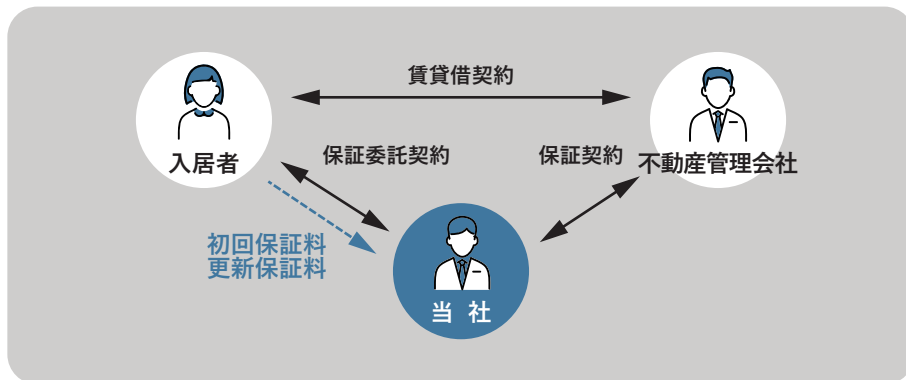 賃貸借契約
入居者
保証委託契約
保証契約
不動産管理会社
初回保証料
更新保証料
当 社